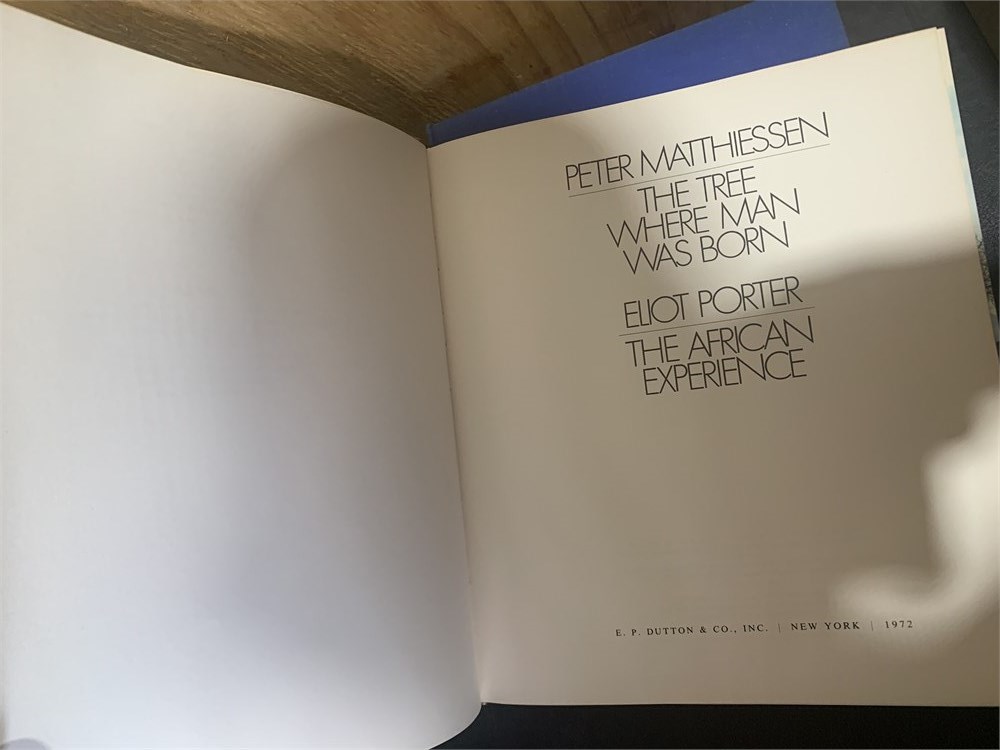 PETER MATTHIESSEN
THE TREE
WHERE MAN
WAS BORN
ELIOT PORTER
THE AFRICAN
EXPERIENCE
E. P. DUTTON & CO., INC. | NEW YORK | 1972